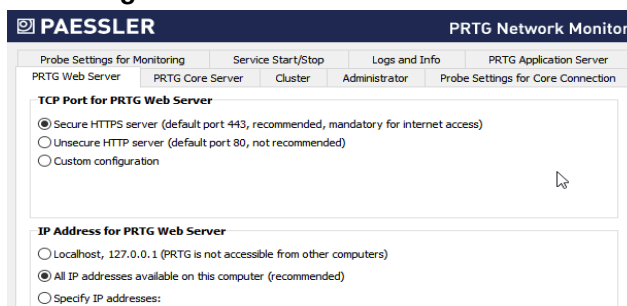 PAESSLER PRTG Network Monitor
Probe Settings for Monitoring Service Start/Stop Logs and Info PRTG Application Server
PRTG Web Server PRTG Core Server Cluster Administrator Probe Settings for Core Connection
TCP Port for PRTG Web Server
Secure HTTPS server (default port 443, recommended, mandatory for internet access)
Unsecure HTTP server (default port 80, not recommended)
Custom configuration
IP Address for PRTG Web Server
Localhost, 127.0.0.1 (PRTG is not accessible from other computers)
All IP addresses available on this computer (recommended)
Specify IP addresses: